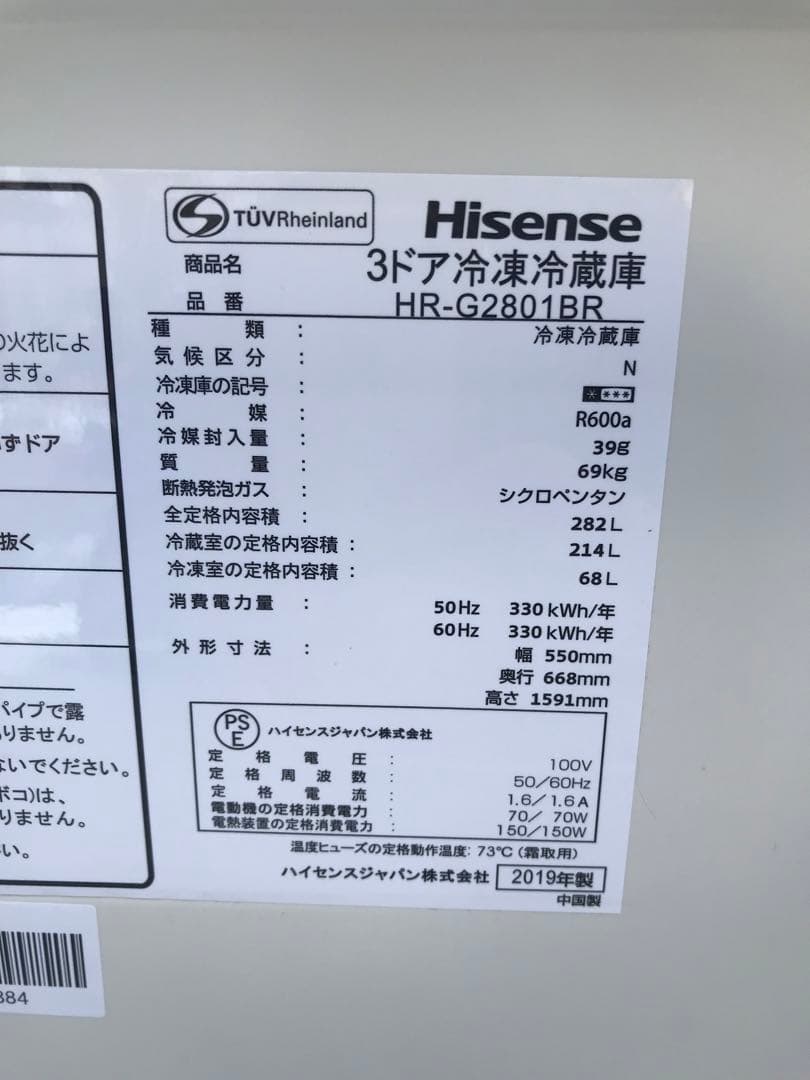 TÜVRheinland
Hisense
商品名 3ドア冷凍冷蔵庫
品番 HR-G2801BR
種類 : 冷凍冷蔵庫
気候区分 : N
冷凍庫の記号 : ****
冷媒 : R600a
冷媒封入量 : 39g
質量 : 69kg
断熱発泡ガス : シクロペンタン
全定格内容積 : 282L
冷蔵室の定格内容積 : 214L
冷凍室の定格内容積 : 68L
消費電力量 : 50Hz 330kWh/年
60Hz 330kWh/年
外形寸法 : 幅 550mm
奥行 668mm
高さ 1591mm
PS
E
ハイセンスジャパン株式会社
定格電圧 : 100V
定格周波数 : 50/60Hz
定格電流 : 1.6/1.6A
電動機の定格消費電力 : 70/70W
電熱装置の定格消費電力 : 150/150W
温度ヒューズの定格動作温度: 73℃(霜取用)
ハイセンスジャパン株式会社 2019年製
中国製
の火花によ
ます。
ずドア
抜く
パイプで露
りません。
ないでください。
ボコ)は、
りません。
い。
884